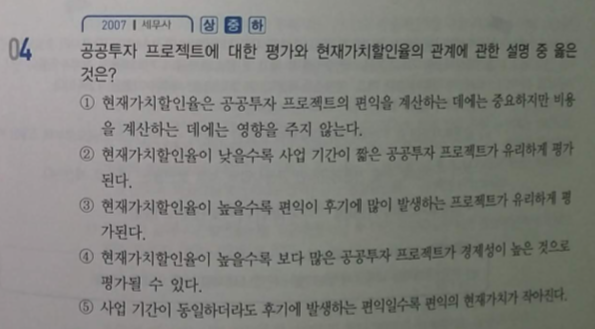 2007 | 세무사 상 중 하
04 공공투자 프로젝트에 대한 평가와 현재가치할인율의 관계에 관한 설명 중 옳은
것은?
① 현재가치할인율은 공공투자 프로젝트의 편익을 계산하는 데에는 중요하지만 비용
을 계산하는 데에는 영향을 주지 않는다.
② 현재가치할인율이 낮을수록 사업 기간이 짧은 공공투자 프로젝트가 유리하게 평가
된다.
③ 현재가치할인율이 높을수록 편익이 후기에 많이 발생하는 프로젝트가 유리하게 평
가된다.
④ 현재가치할인율이 높을수록 보다 많은 공공투자 프로젝트가 경제성이 높은 것으로
평가될 수 있다.
⑤ 사업 기간이 동일하더라도 후기에 발생하는 편익일수록 편익의 현재가치가 작아진다.